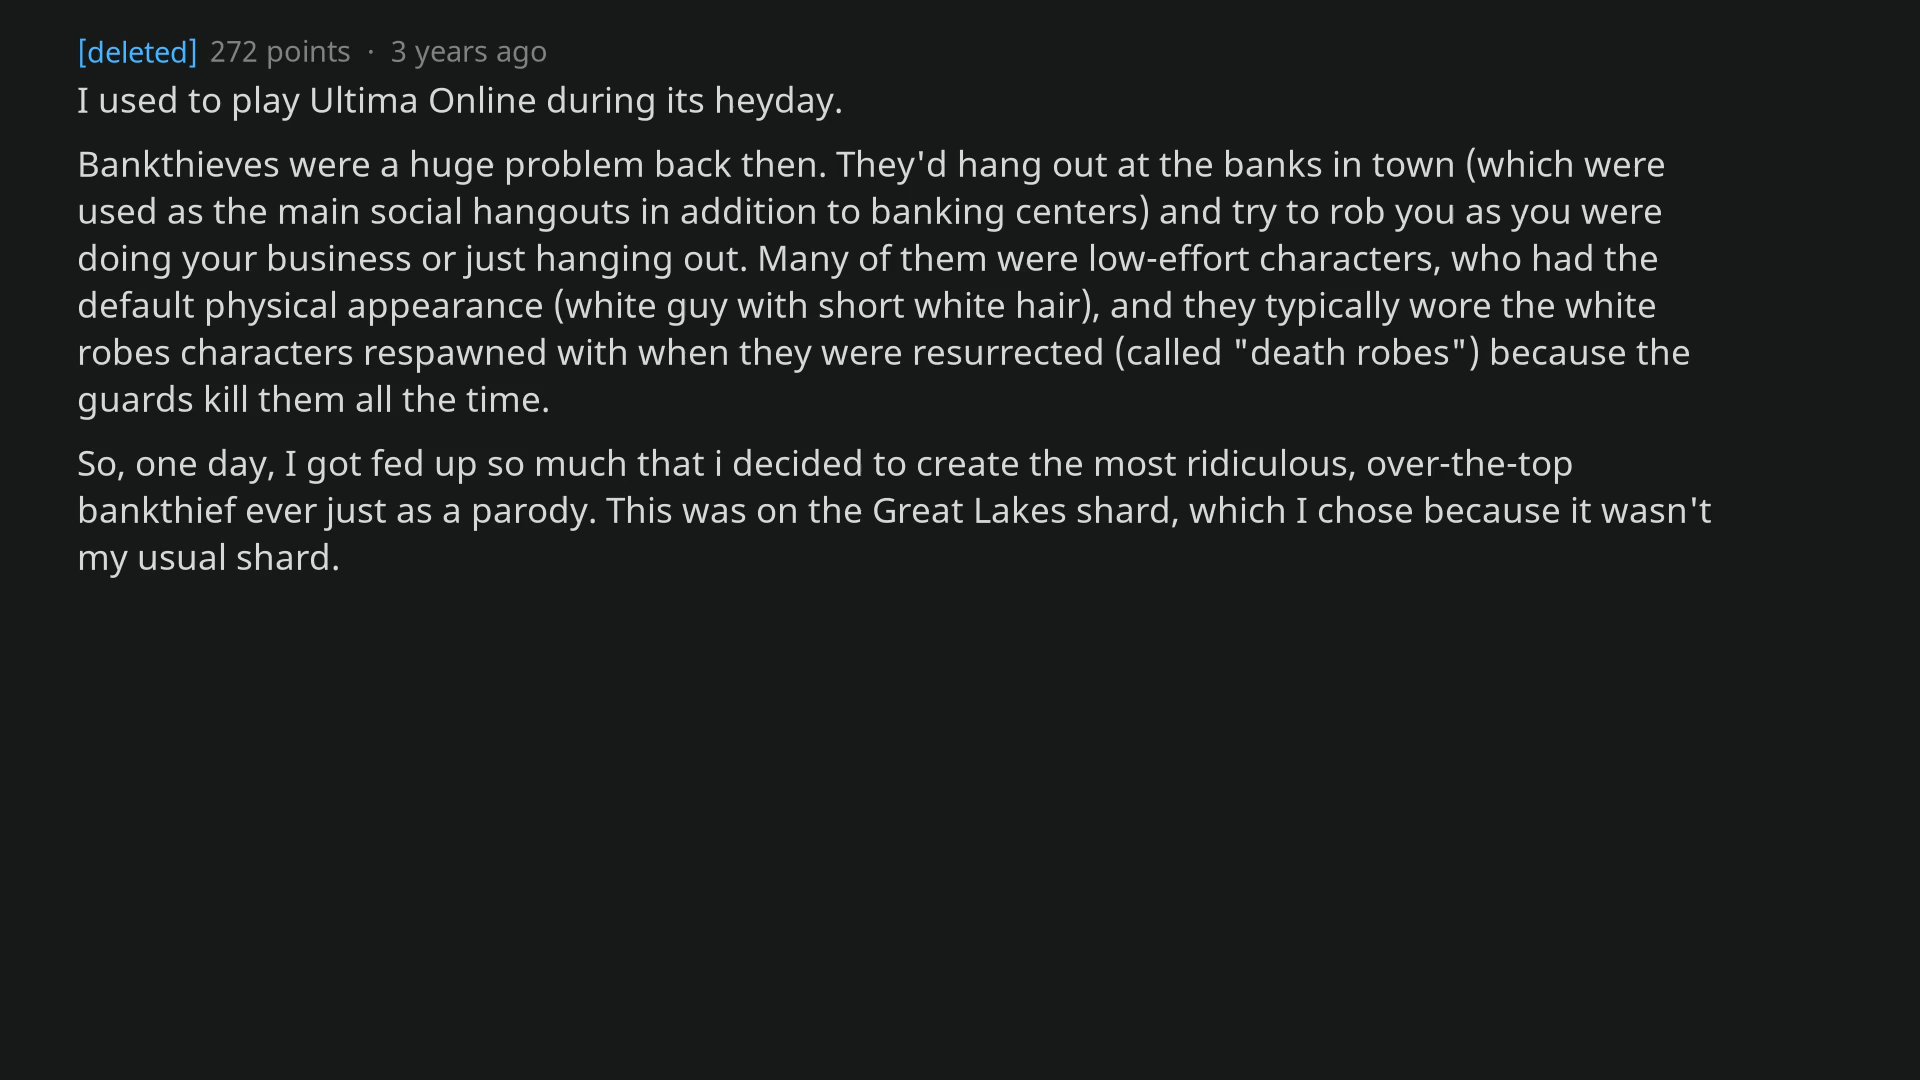 [deleted] 272 points · 3 years ago
I used to play Ultima Online during its heyday.
Bankthieves were a huge problem back then. They'd hang out at the banks in town (which were
used as the main social hangouts in addition to banking centers) and try to rob you as you were
doing your business or just hanging out. Many of them were low-effort characters, who had the
default physical appearance (white guy with short white hair), and they typically wore the white
robes characters respawned with when they were resurrected (called "death robes") because the
guards kill them all the time.
So, one day, I got fed up so much that i decided to create the most ridiculous, over-the-top
bankthief ever just as a parody. This was on the Great Lakes shard, which I chose because it wasn't
my usual shard.